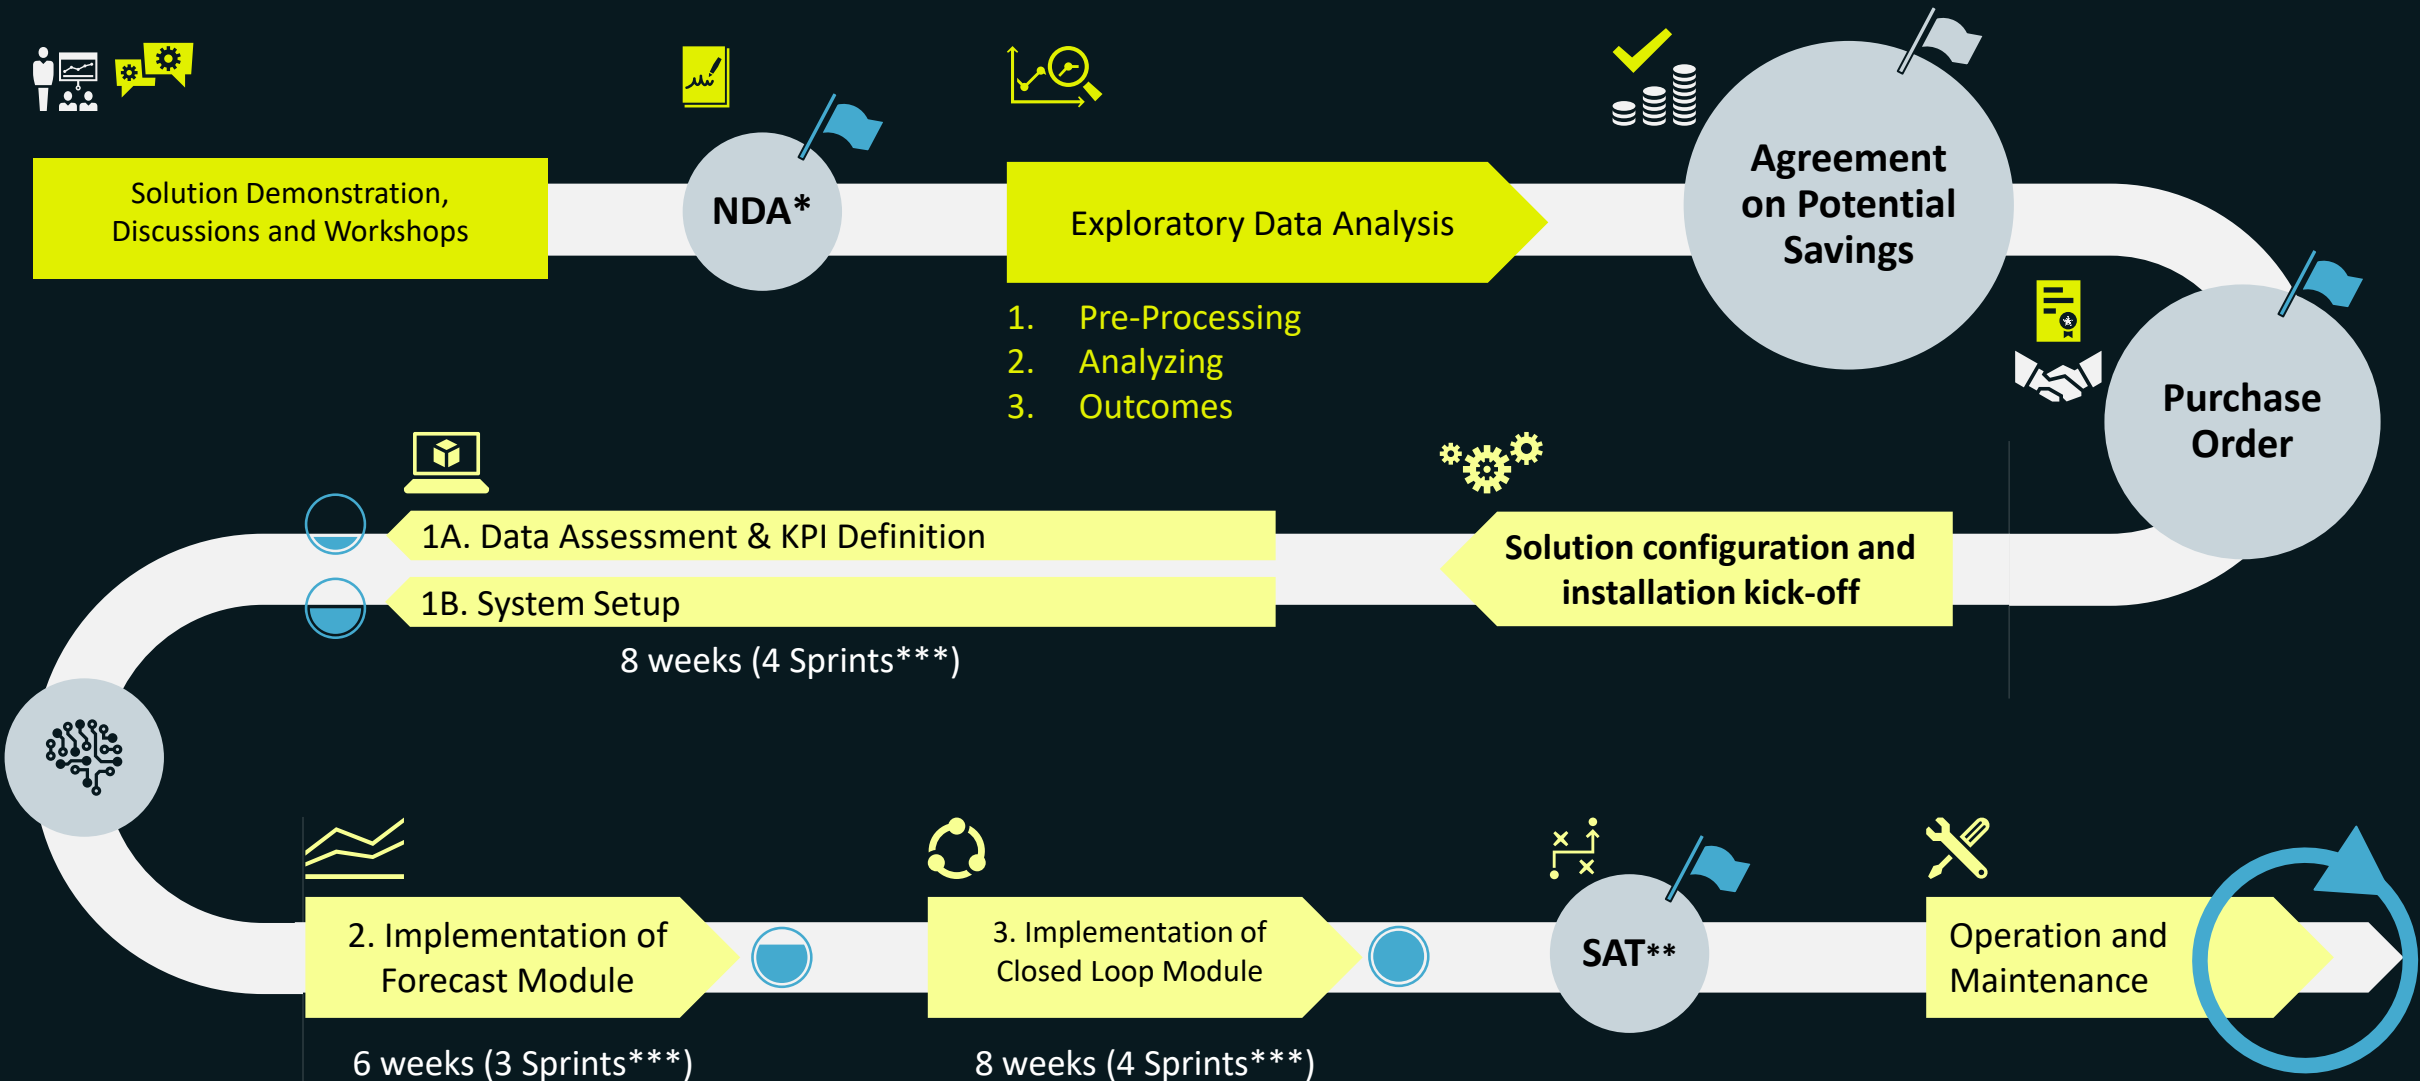 Solution Demonstration,
Discussions and Workshops
NDA*
Exploratory Data Analysis
1. Pre-Processing
2. Analyzing
3. Outcomes
Agreement
on Potential
Savings
Purchase
Order
Solution configuration and
installation kick-off
1A. Data Assessment & KPI Definition
1B. System Setup
8 weeks (4 Sprints***)
2. Implementation of
Forecast Module
6 weeks (3 Sprints***)
3. Implementation of
Closed Loop Module
8 weeks (4 Sprints***)
SAT**
Operation and
Maintenance